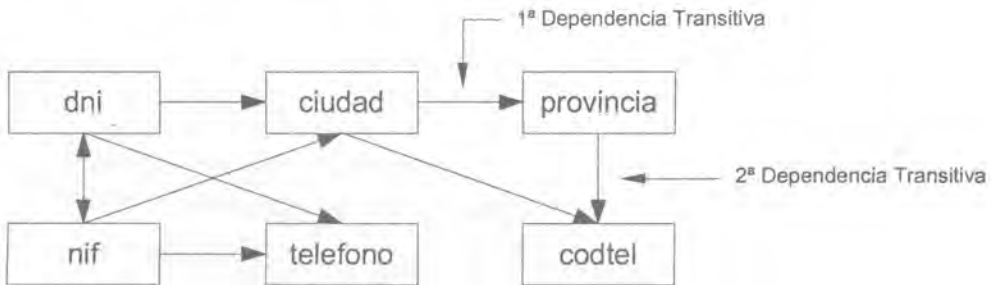 1ª Dependencia Transitiva
dni
ciudad
provincia
2ª Dependencia Transitiva
nif
telefono
codtel